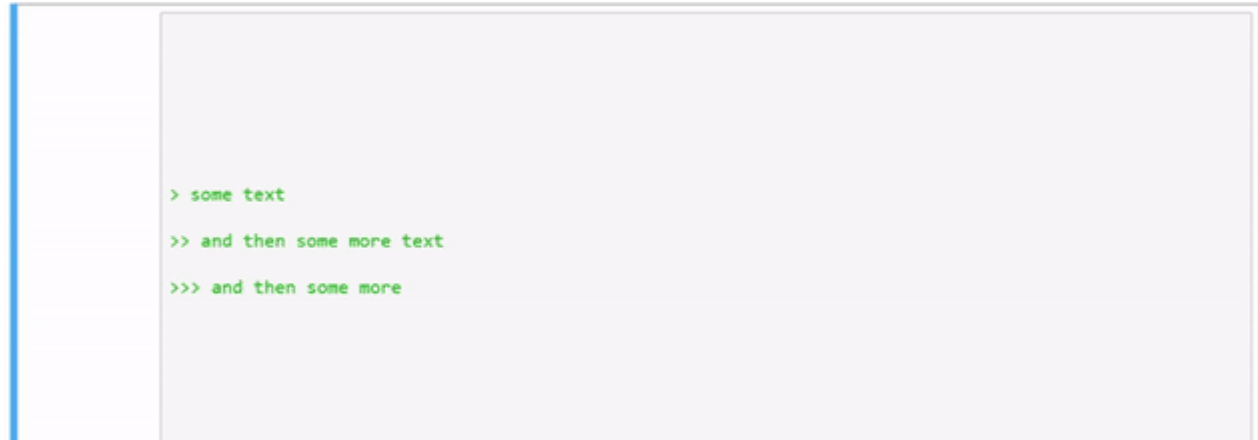 > some text
>> and then some more text
>>> and then some more